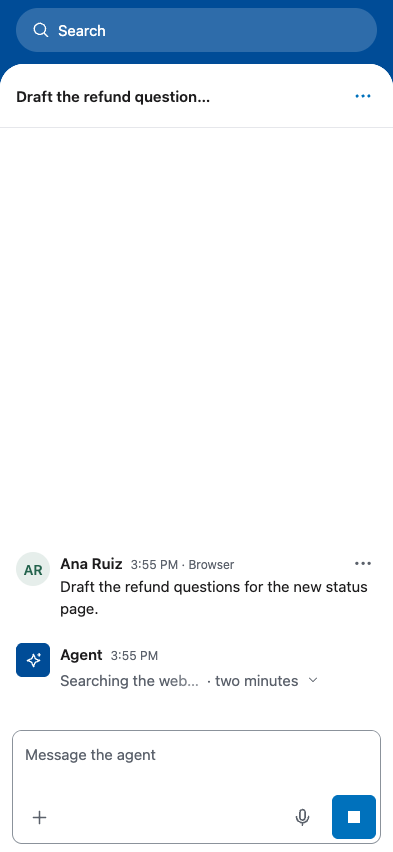 Search
Draft the refund question...
AR
Ana Ruiz 3:55 PM · Browser
Draft the refund questions for the new status
page.
Agent 3:55 PM
Searching the web... · two minutes
Message the agent